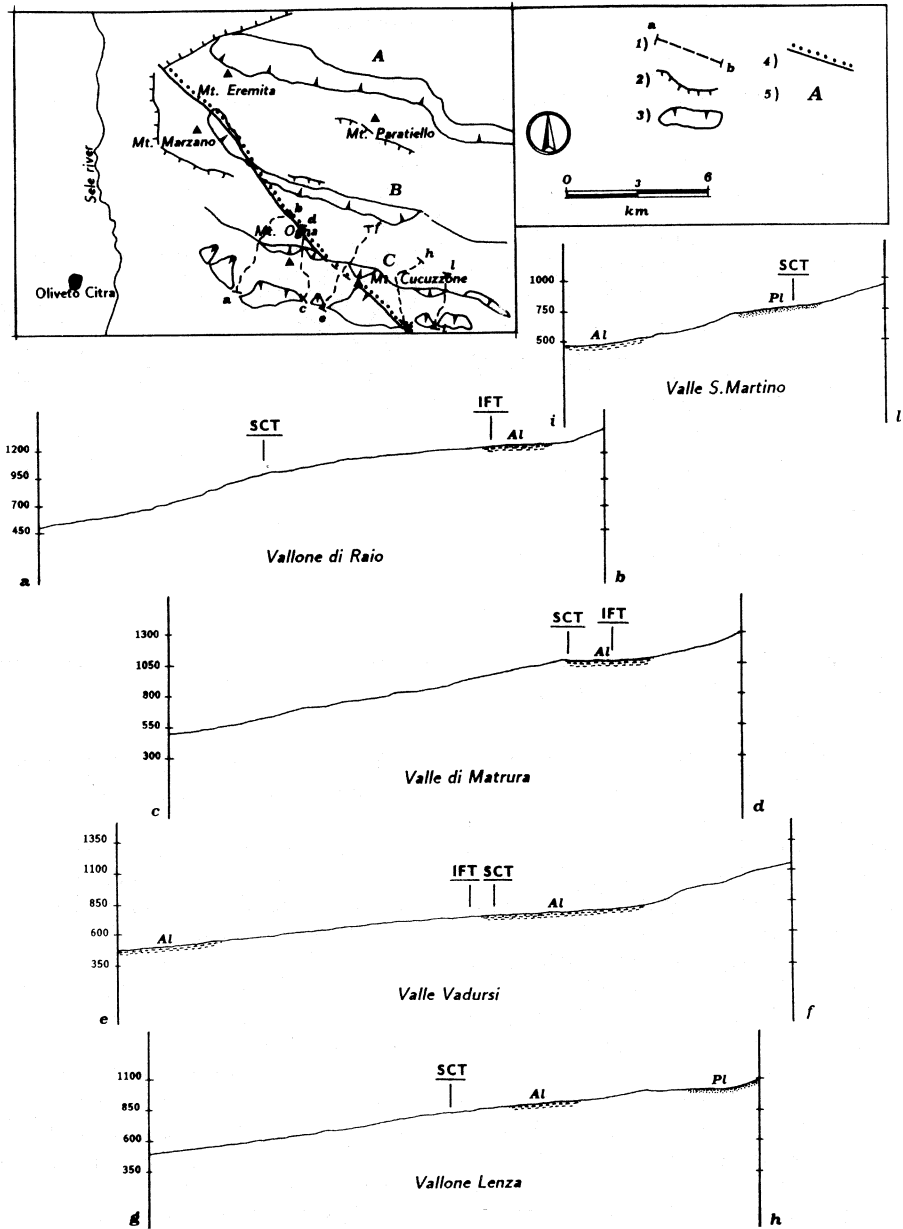 A
Mt. Eremita
Mt. Paratiello
Mt. Marzano
Sele river
B
b
d
f
Mt. Ogna
C
h
l
Mt. Cucuzzone
Oliveto Citra
a
c
e
1) a b
2)
3)
4)
5) A
0 3 6
km
SCT
1000
750
500
Pl
Al
Valle S.Martino
i l
IFT
SCT
Al
1200
950
700
450
Vallone di Raio
a b
SCT IFT
1300
1050
800
550
300
Al
Valle di Matrura
c d
1350
1100
850
600
350
IFT SCT
Al
Al
Valle Vadursi
e f
SCT
1100
850
600
350
Al
Pl
Vallone Lenza
g h